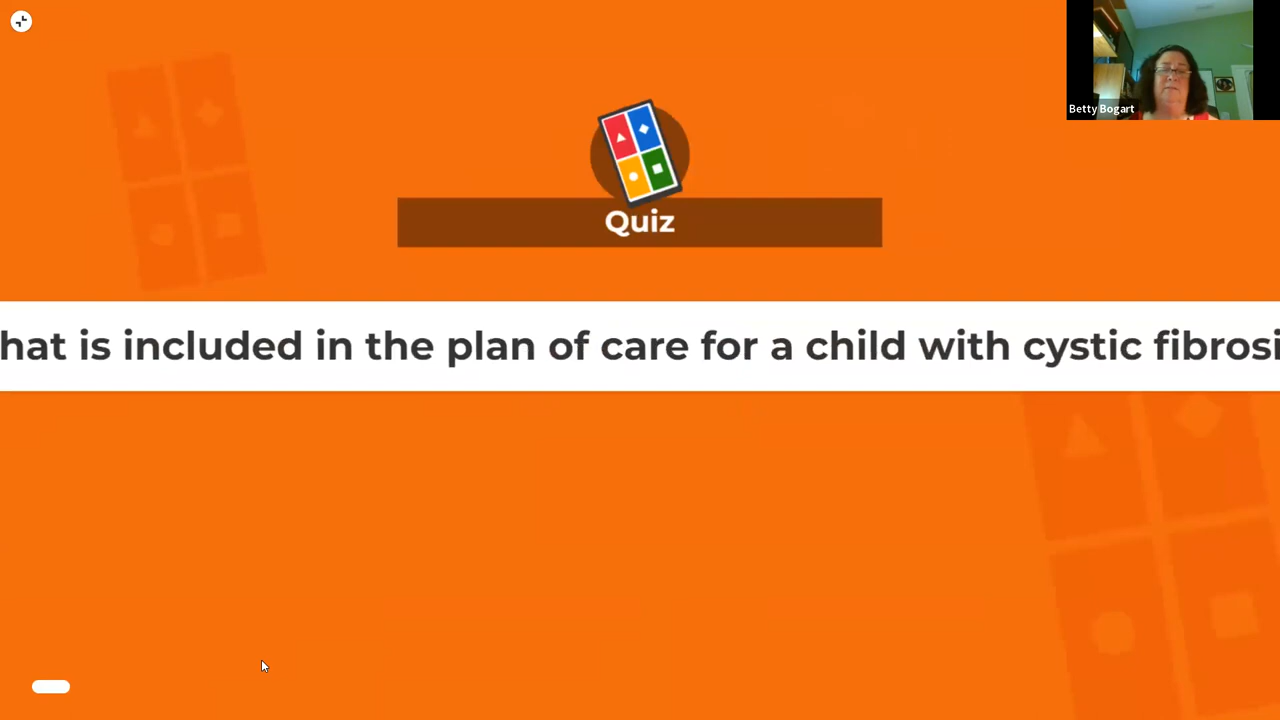 Betty Bogart
Quiz
hat is included in the plan of care for a child with cystic fibrosi